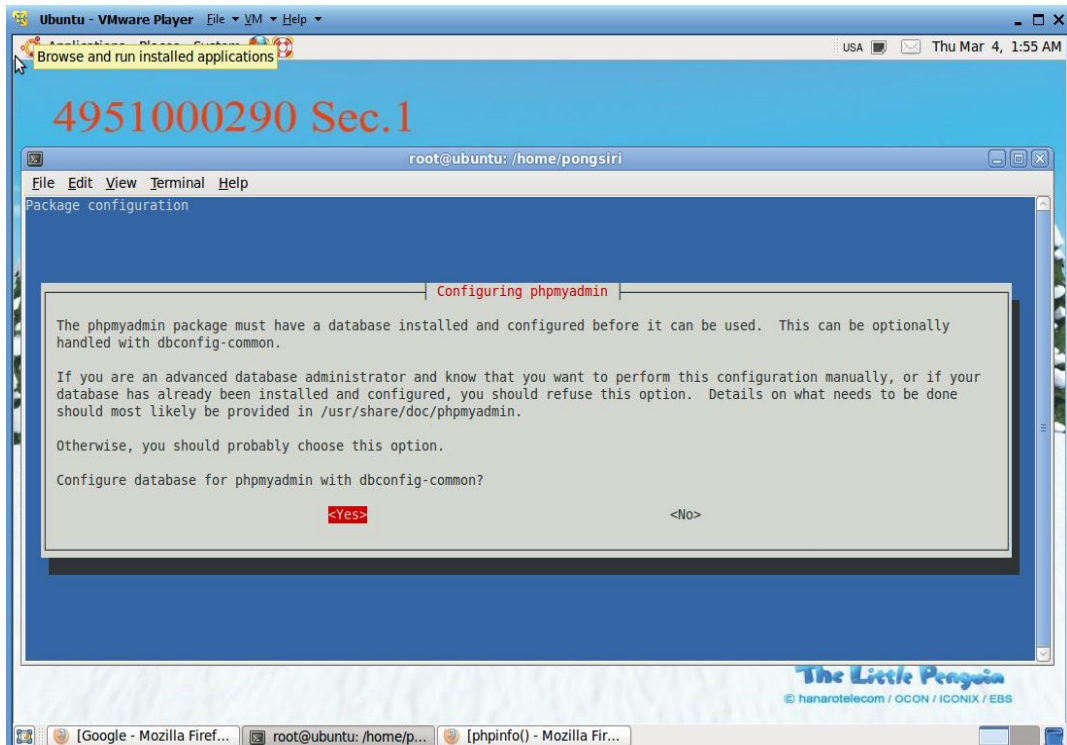 Ubuntu - VMware Player File VM Help
Applications Places System
USA Thu Mar 4, 1:55 AM
Browse and run installed applications
4951000290 Sec.1
root@ubuntu: /home/pongsiri
File Edit View Terminal Help
Package configuration
Configuring phpmyadmin
The phpmyadmin package must have a database installed and configured before it can be used. This can be optionally
handled with dbconfig-common.
If you are an advanced database administrator and know that you want to perform this configuration manually, or if your
database has already been installed and configured, you should refuse this option. Details on what needs to be done
should most likely be provided in /usr/share/doc/phpmyadmin.
Otherwise, you should probably choose this option.
Configure database for phpmyadmin with dbconfig-common?
<Yes> <No>
The Little Penguin
© hanarotelecom / OCON / ICONIX / EBS
[Google - Mozilla Firef... root@ubuntu: /home/p... [phpinfo() - Mozilla Fir...